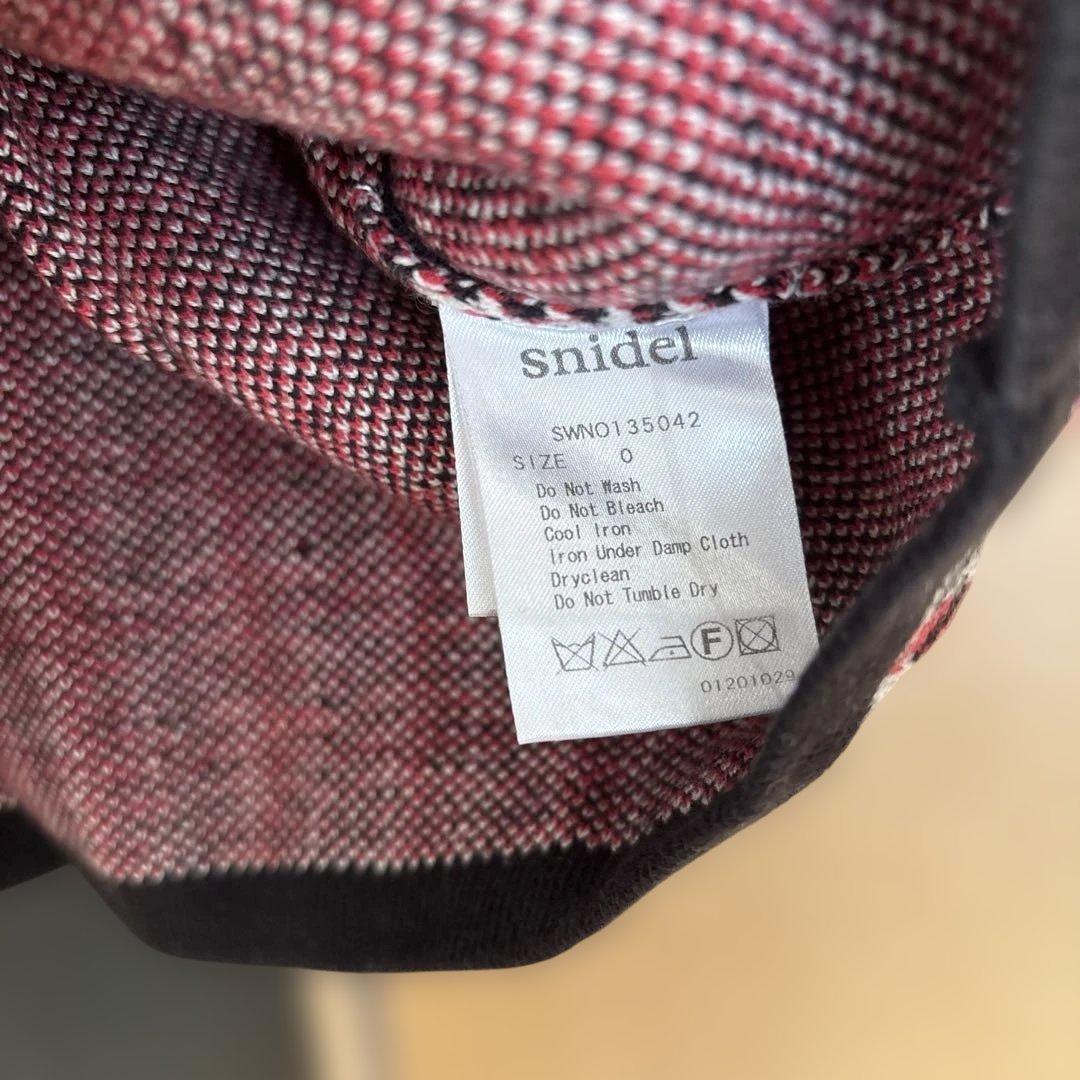 snidel
SWNO135042
SIZE 0
Do Not Wash
Do Not Bleach
Cool Iron
Iron Under Damp Cloth
Dryclean
Do Not Tumble Dry
F
01201029